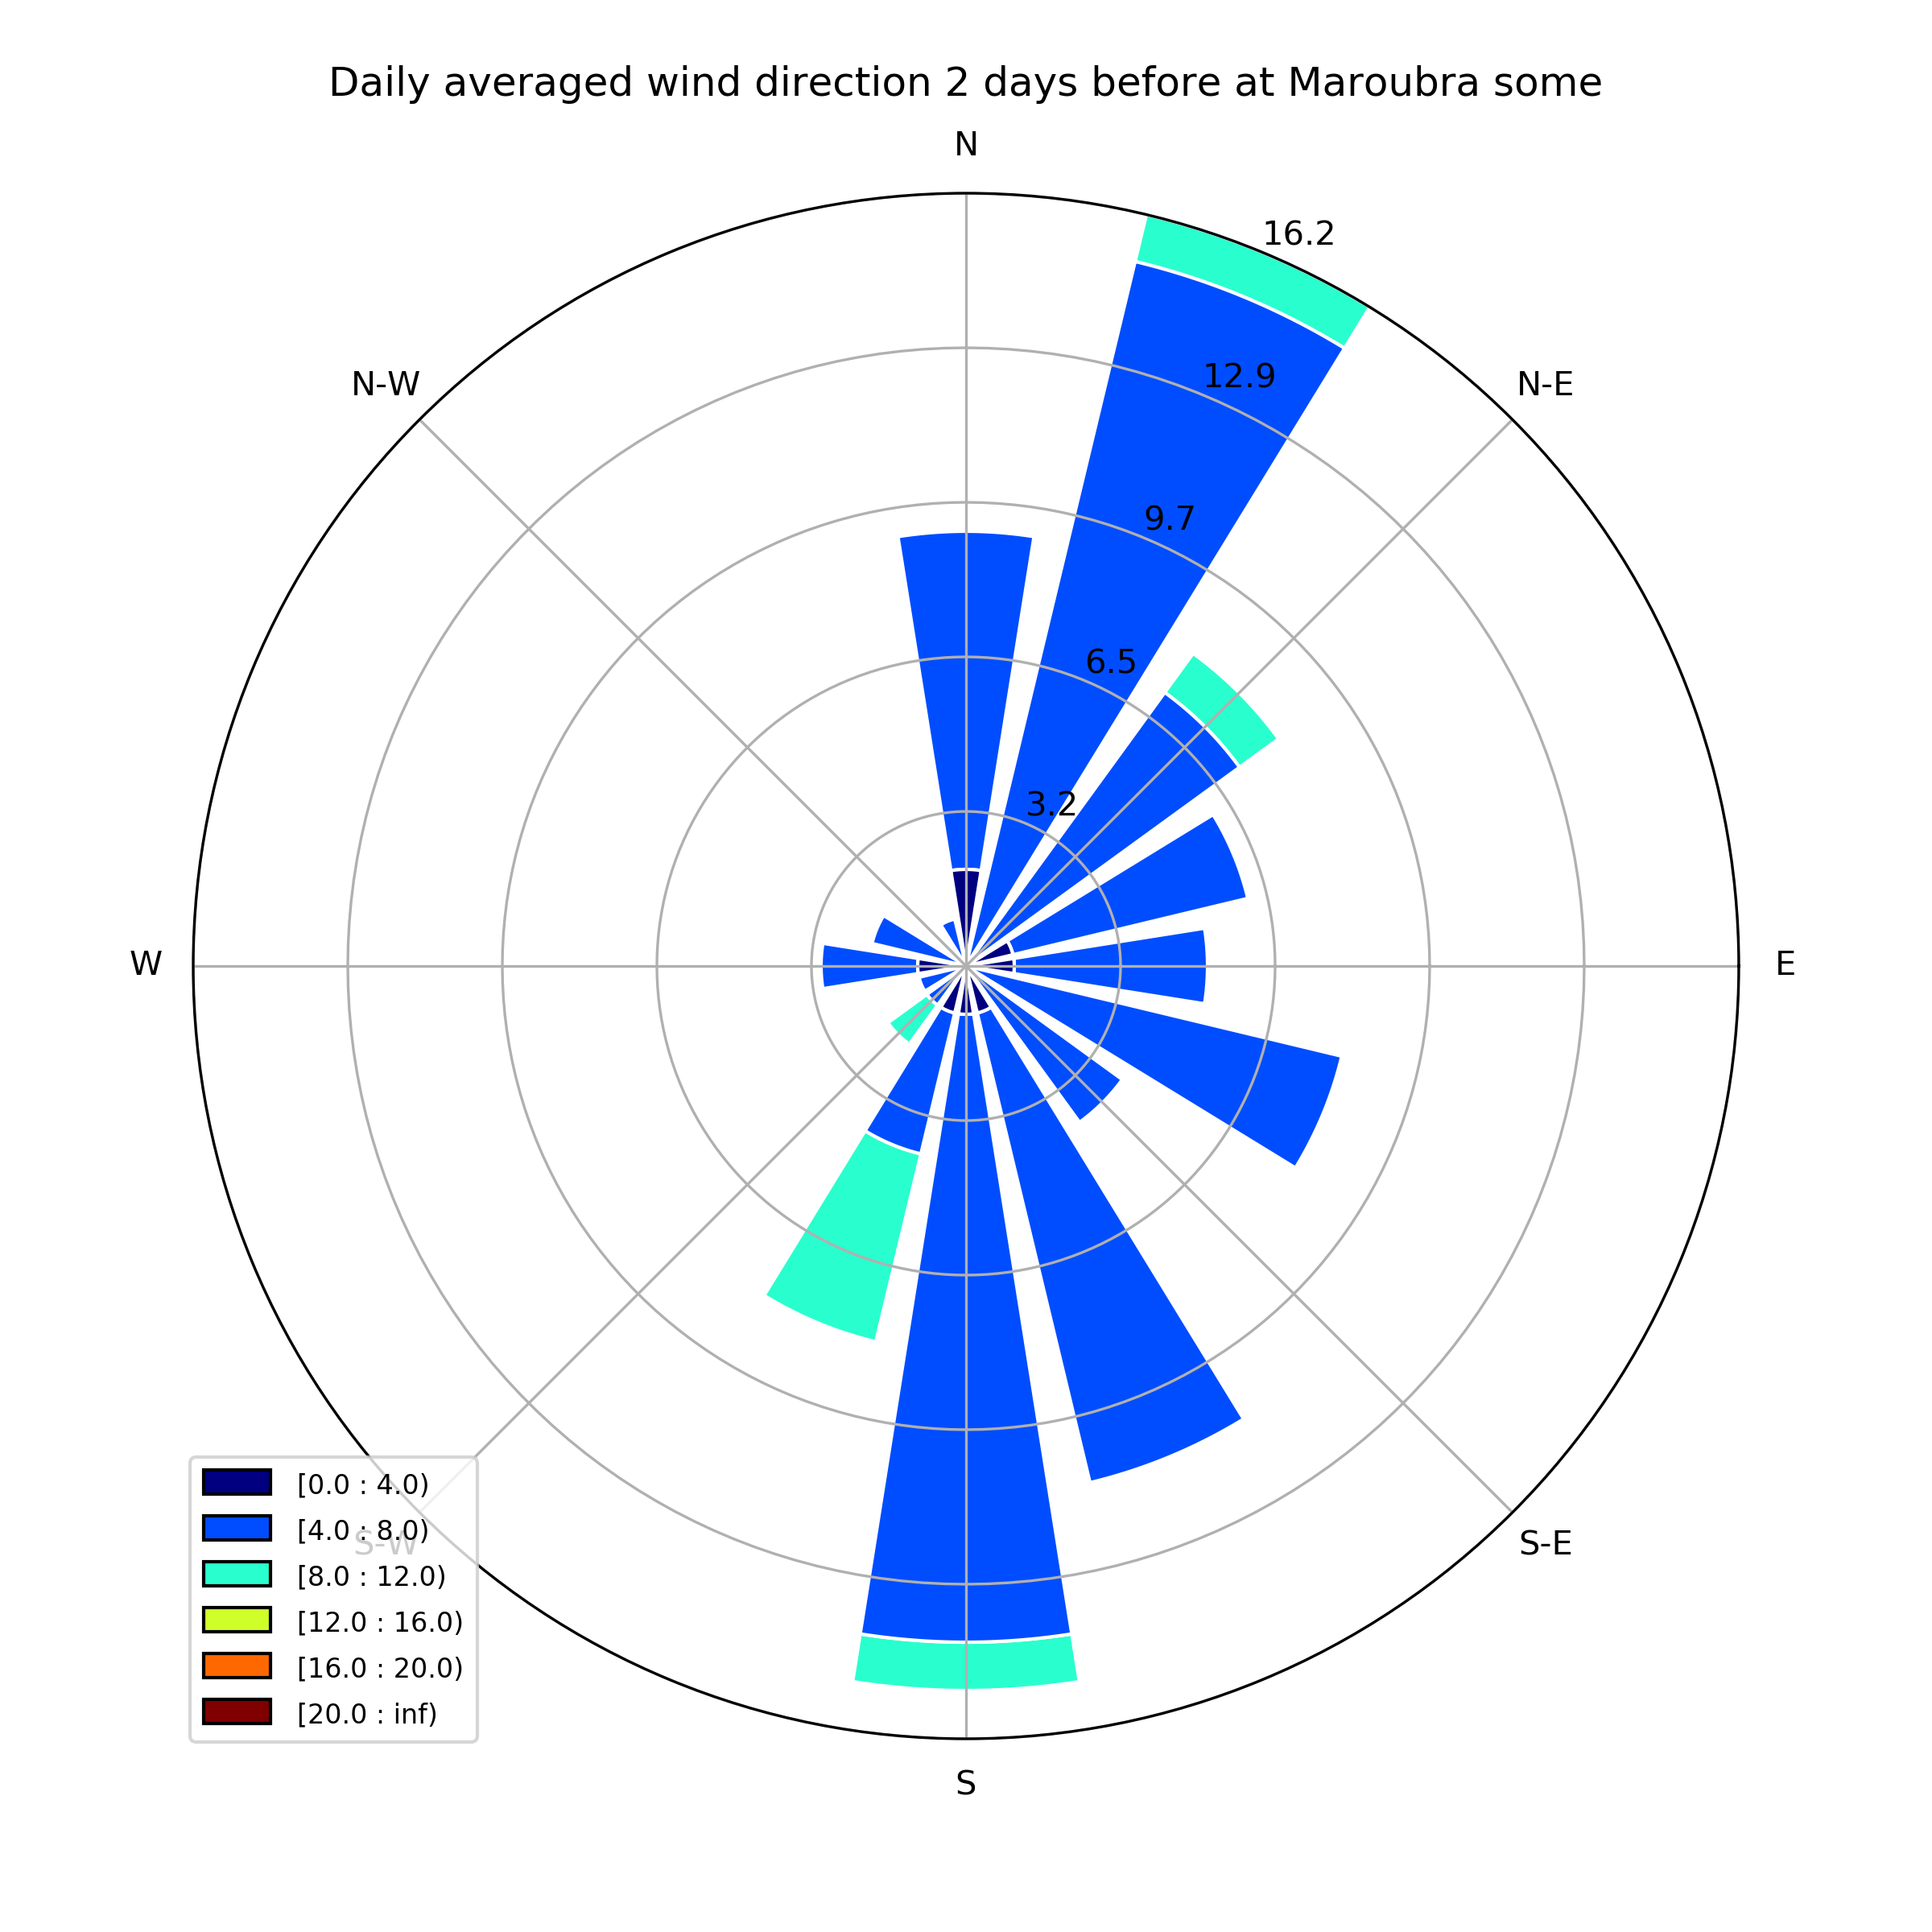 Daily averaged wind direction 2 days before at Maroubra some
N
16.2
N-W
12.9
N-E
9.7
6.5
3.2
W
E
[0.0 : 4.0)
[4.0 : 8.0)
S-W
S-E
[8.0 : 12.0)
[12.0 : 16.0)
[16.0 : 20.0)
[20.0 : inf)
S